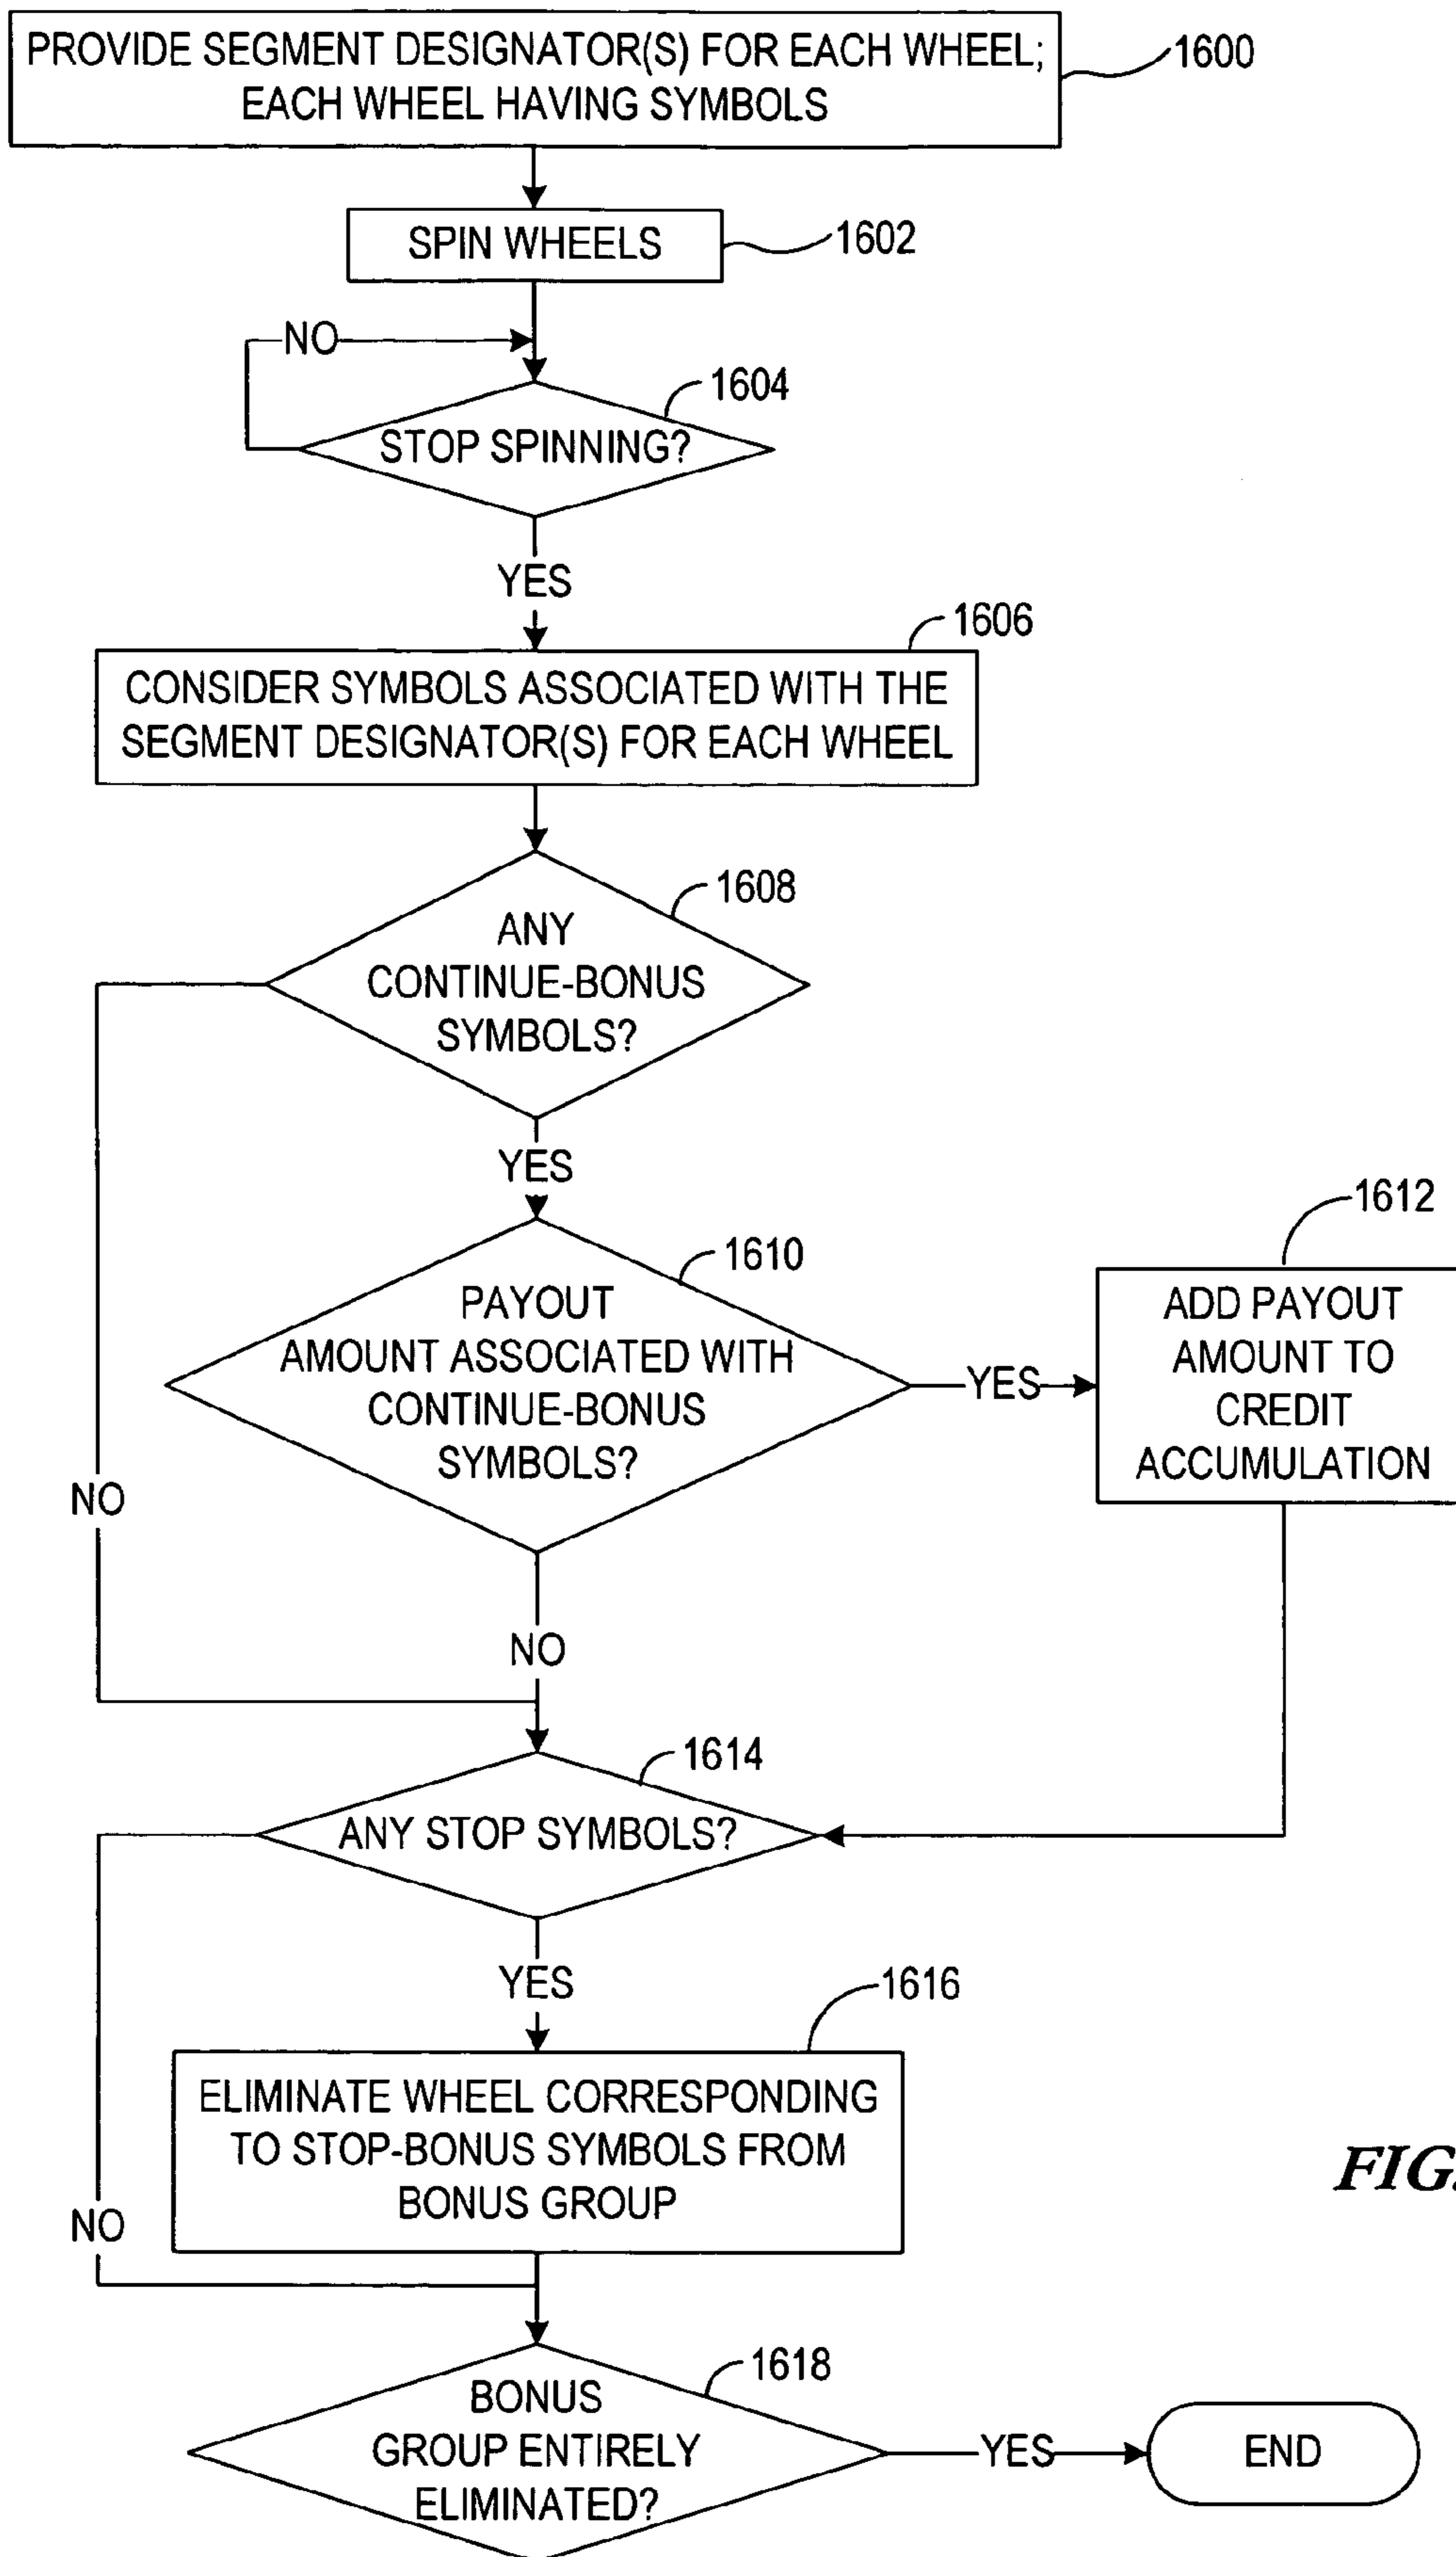 PROVIDE SEGMENT DESIGNATOR(S) FOR EACH WHEEL;
EACH WHEEL HAVING SYMBOLS
1600
SPIN WHEELS
1602
NO
1604
STOP SPINNING?
YES
1606
CONSIDER SYMBOLS ASSOCIATED WITH THE
SEGMENT DESIGNATOR(S) FOR EACH WHEEL
1608
ANY
CONTINUE-BONUS
SYMBOLS?
YES
1610
PAYOUT
AMOUNT ASSOCIATED WITH
CONTINUE-BONUS
SYMBOLS?
YES
1612
ADD PAYOUT
AMOUNT TO
CREDIT
ACCUMULATION
NO
NO
1614
ANY STOP SYMBOLS?
YES
1616
ELIMINATE WHEEL CORRESPONDING
TO STOP-BONUS SYMBOLS FROM
BONUS GROUP
FIG.
NO
1618
BONUS
GROUP ENTIRELY
ELIMINATED?
YES
END